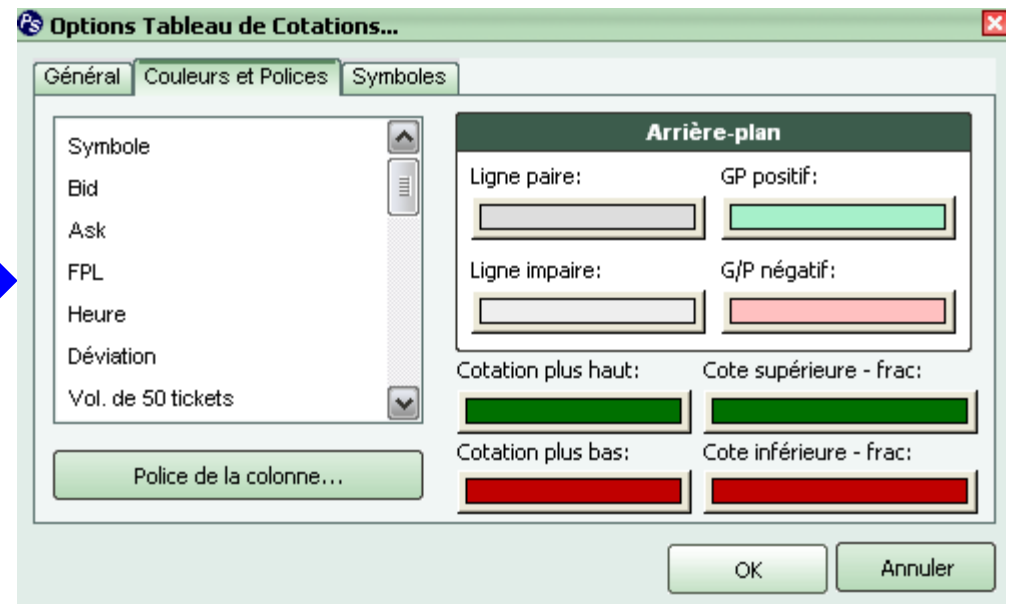 Ps Options Tableau de Cotations...
Général Couleurs et Polices Symboles
Symbole
Bid
Ask
FPL
Heure
Déviation
Vol. de 50 tickets
Police de la colonne...
Arrière-plan
Ligne paire: GP positif:
Ligne impaire: G/P négatif:
Cotation plus haut: Cote supérieure - frac:
Cotation plus bas: Cote inférieure - frac:
OK Annuler